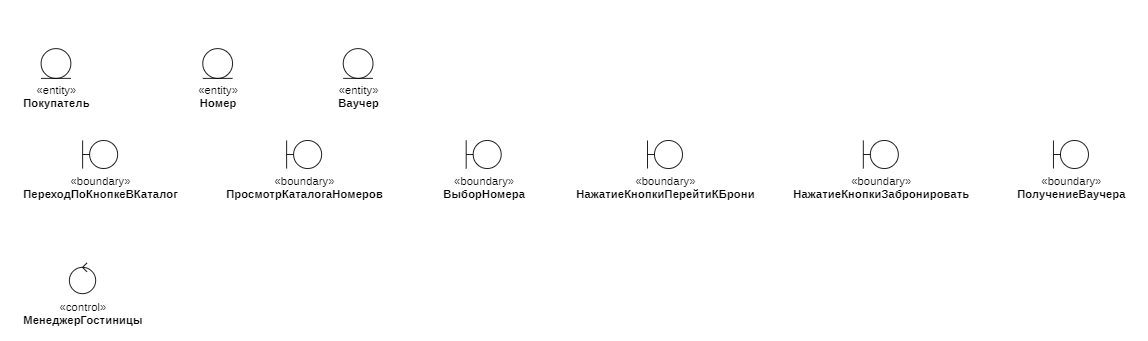 «entity» «entity» «entity»
Покупатель Номер Ваучер
«boundary» «boundary» «boundary» «boundary» «boundary» «boundary»
ПереходПоКнопкеВКаталог ПросмотрКаталогаНомеров ВыборНомера НажатиеКнопкиПерейтиКБрони НажатиеКнопкиЗабронировать ПолучениеВаучера
«control»
МенеджерГостиницы